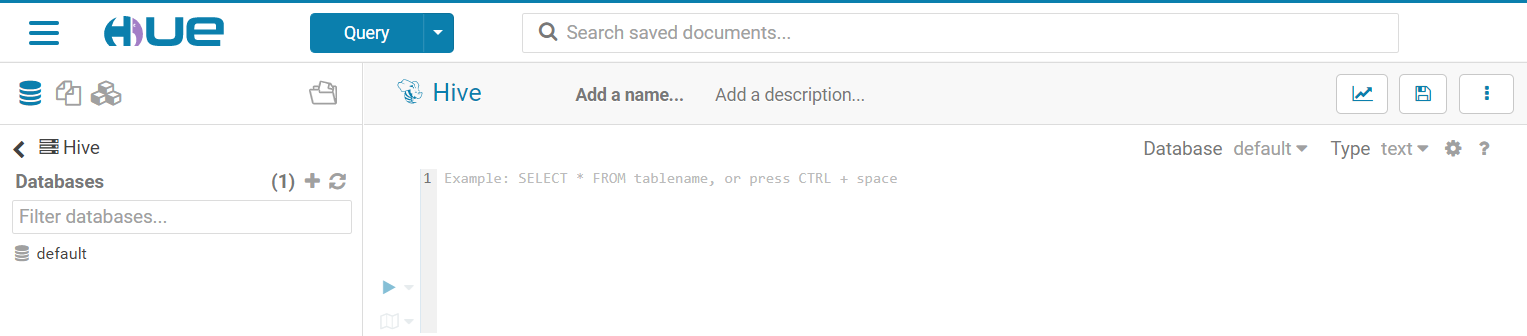 HUE
Query
Search saved documents...
Hive
Add a name...
Add a description...
Hive
Database default
Type text
?
Databases (1)
1 Example: SELECT * FROM tablename, or press CTRL + space
Filter databases...
default